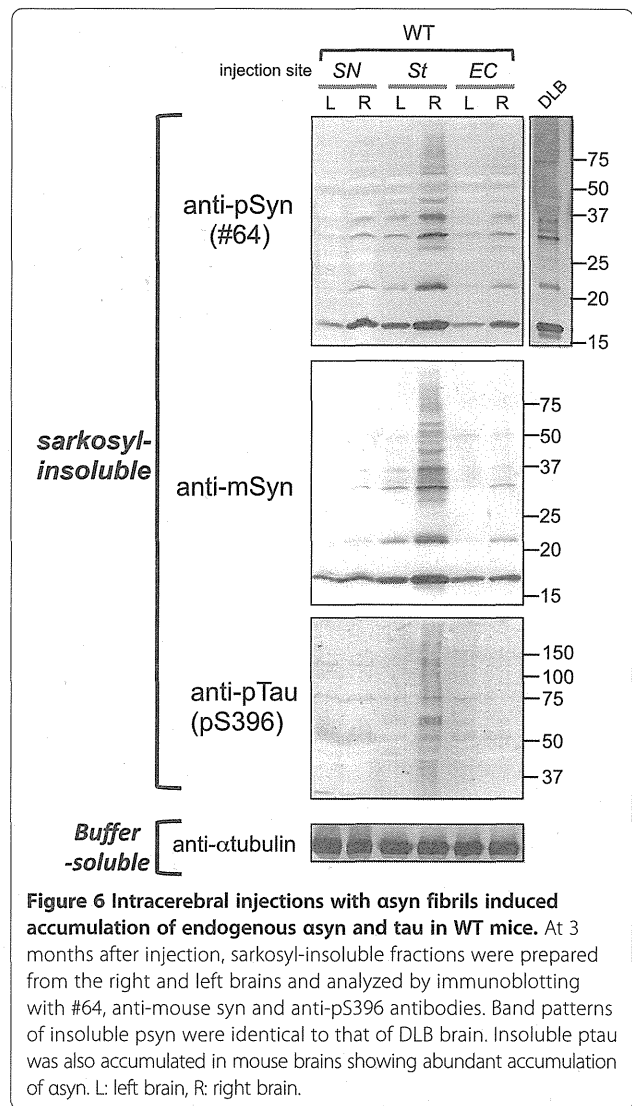 WT
injection site SN St EC
L R L R L R DLB
anti-pSyn
(#64)
75
50
37
25
20
15
sarkosyl-
insoluble
anti-mSyn
75
50
37
25
20
15
anti-pTau
(pS396)
150
100
75
50
37
Buffer
-soluble
anti-αtubulin
Figure 6 Intracerebral injections with αsyn fibrils induced
accumulation of endogenous αsyn and tau in WT mice. At 3
months after injection, sarkosyl-insoluble fractions were prepared
from the right and left brains and analyzed by immunoblotting
with #64, anti-mouse syn and anti-pS396 antibodies. Band patterns
of insoluble psyn were identical to that of DLB brain. Insoluble ptau
was also accumulated in mouse brains showing abundant accumulation
of αsyn. L: left brain, R: right brain.